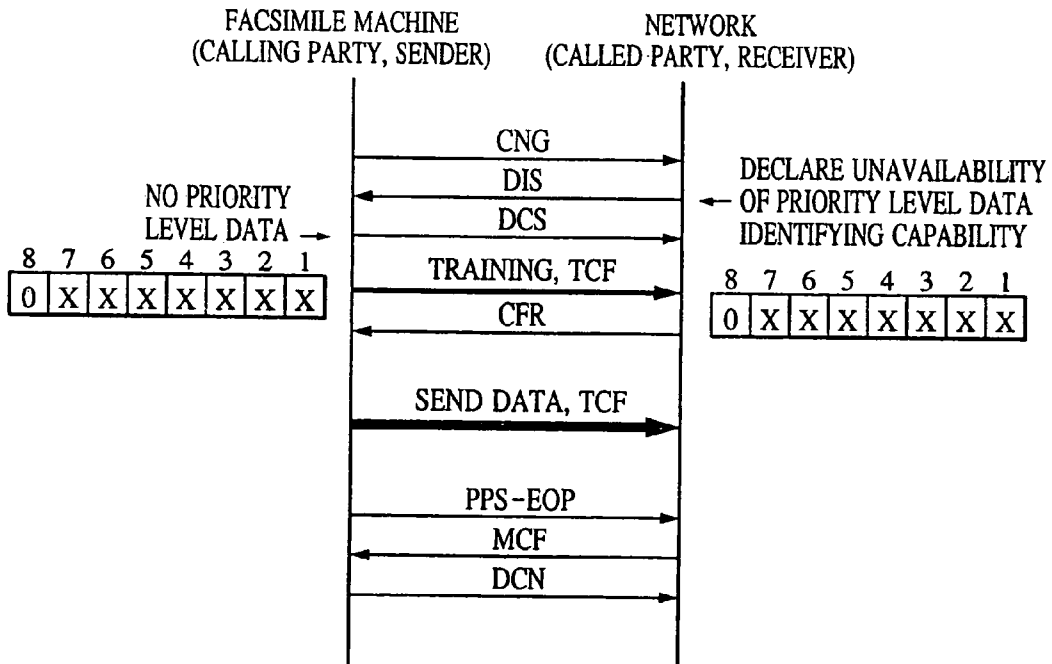 FACSIMILE MACHINE
(CALLING PARTY, SENDER)
NETWORK
(CALLED PARTY, RECEIVER)
CNG
DIS
DECLARE UNAVAILABILITY
OF PRIORITY LEVEL DATA
IDENTIFYING CAPABILITY
NO PRIORITY
LEVEL DATA
DCS
8 7 6 5 4 3 2 1
0 X X X X X X X
TRAINING, TCF
8 7 6 5 4 3 2 1
0 X X X X X X X
CFR
SEND DATA, TCF
PPS-EOP
MCF
DCN